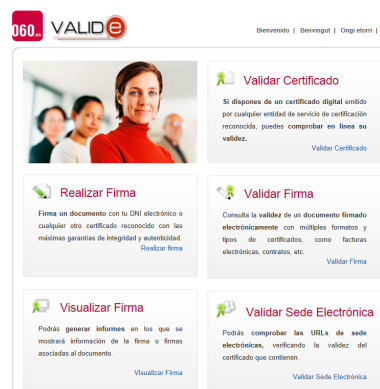 060.es VALIDe
Bienvenido | Benvingut | Ongi etorri |
Validar Certificado
Si dispones de un certificado digital emitido
por cualquier entidad de servicio de certificación
reconocida, puedes comprobar en línea su
validez.
Validar Certificado
Realizar Firma
Firma un documento con tu DNI electrónico o
cualquier otro certificado reconocido con las
máximas garantías de integridad y autenticidad.
Realizar firma
Validar Firma
Consulta la validez de un documento firmado
electrónicamente con múltiples formatos y
tipos de certificados, como facturas
electrónicas, contratos, etc.
Validar Firma
Visualizar Firma
Podrás generar informes en los que se
mostrará información de la firma o firmas
asociadas al documento.
Visualizar Firma
Validar Sede Electrónica
Podrás comprobar las URLs de sede
electrónicas, verificando la validez del
certificado que contienen.
Validar Sede Electrónica